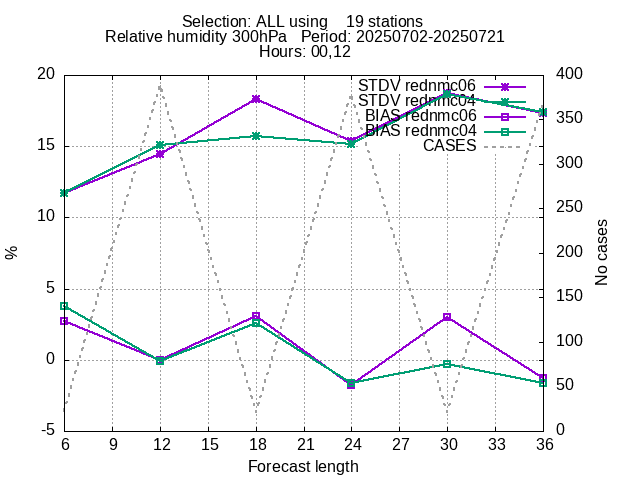 Selection: ALL using 19 stations
Relative humidity 300hPa Period: 20250702-20250721
Hours: 00,12
STDV rednmc06
STDV rednmc04
BIAS rednmc06
BIAS rednmc04
CASES
20
15
10
5
0
-5
%
400
350
300
250
200
150
100
50
0
No cases
6 9 12 15 18 21 24 27 30 33 36
Forecast length